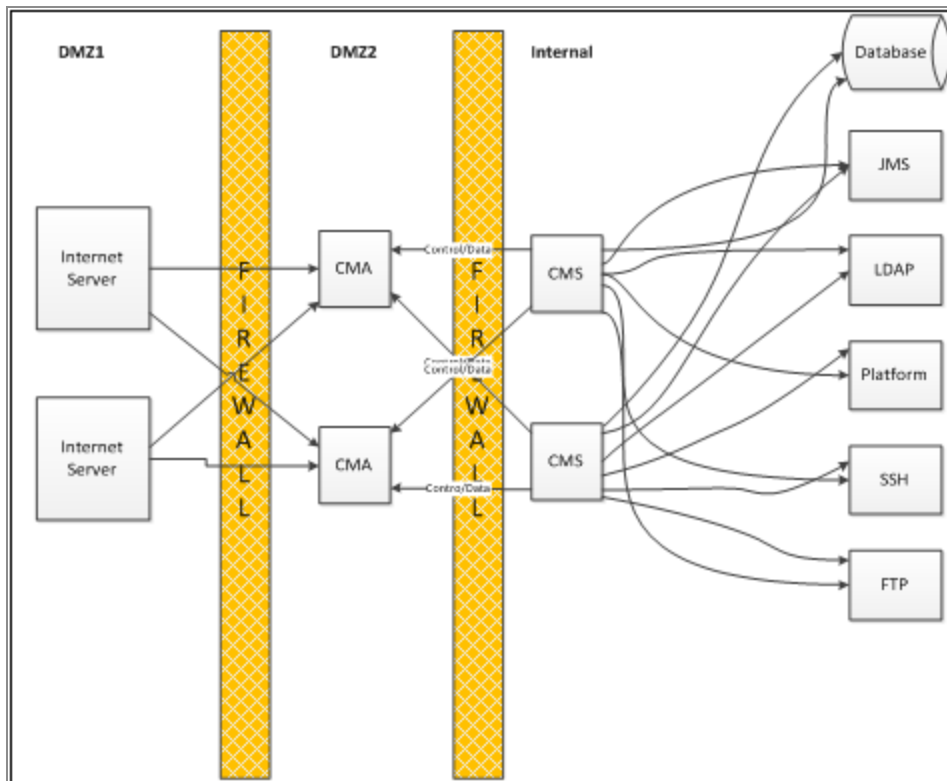 DMZ1
DMZ2
Internal
Database
JMS
Internet
Server
CMA
Control/Data
CMS
LDAP
Platform
Control/Data
Internet
Server
CMA
Control/Data
CMS
SSH
FTP
F
I
R
E
W
A
L
L
F
I
R
W
A
L
L